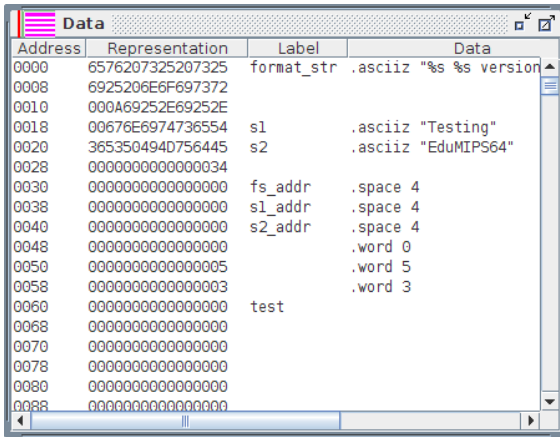 Data
Address Representation Label Data
0000 6576207325207325 format_str .asciiz "%s %s version
0008 6925206E6F697372
0010 000A69252E69252E
0018 00676E6974736554 s1 .asciiz "Testing"
0020 365350494D756445 s2 .asciiz "EduMIPS64"
0028 0000000000000034
0030 0000000000000000 fs_addr .space 4
0038 0000000000000000 s1_addr .space 4
0040 0000000000000000 s2_addr .space 4
0048 0000000000000000 .word 0
0050 0000000000000005 .word 5
0058 0000000000000003 .word 3
0060 0000000000000000 test
0068 0000000000000000
0070 0000000000000000
0078 0000000000000000
0080 0000000000000000
0088 0000000000000000